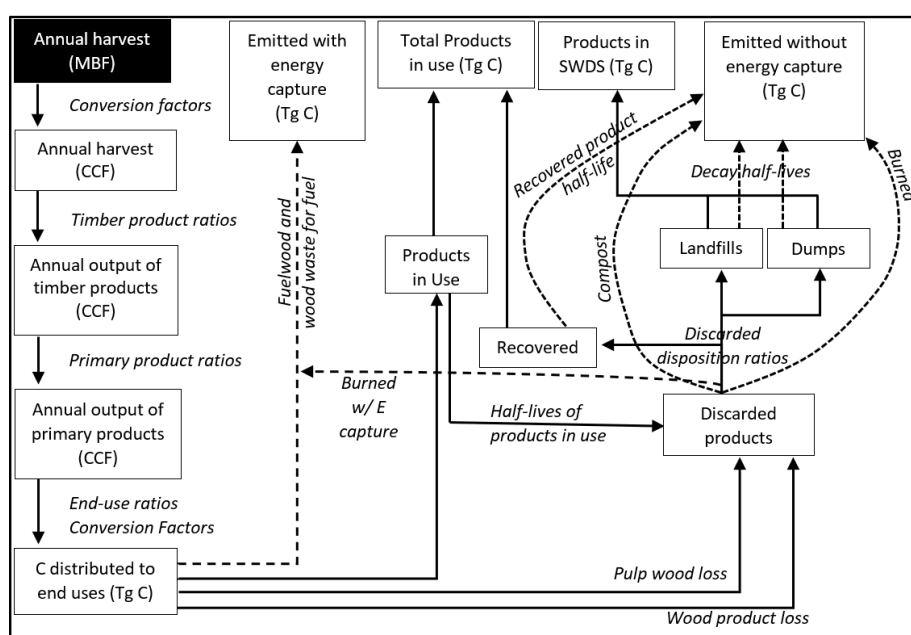 Annual harvest
(MBF)
Conversion factors
Annual harvest
(CCF)
Timber product ratios
Annual output of
timber products
(CCF)
Primary product ratios
Annual output of
primary products
(CCF)
End-use ratios
Conversion Factors
C distributed to
end uses (Tg C)
Emitted with
energy
capture
(Tg C)
Fuelwood and
wood waste for fuel
Total Products
in use (Tg C)
Products in
SWDS (Tg C)
Emitted without
energy capture
(Tg C)
Recovered product
half-life
Compost
Decay half-lives
Burned
Products
in Use
Landfills
Dumps
Recovered
Discarded
disposition ratios
Burned
w/ E
capture
Half-lives of
products in use
Discarded
products
Pulp wood loss
Wood product loss